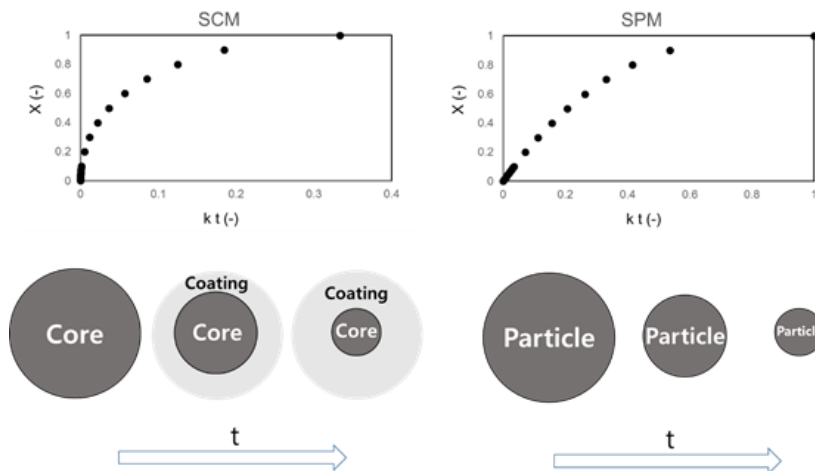 SCM
1
0.8
0.6
0.4
0.2
0
X (-)
0
0.1
0.2
0.3
0.4
k t (-)
SPM
1
0.8
0.6
0.4
0.2
0
X (-)
0
0.2
0.4
0.6
0.8
1
k t (-)
Core
Coating
Core
Coating
Core
t
Particle
Particle
Particl
t